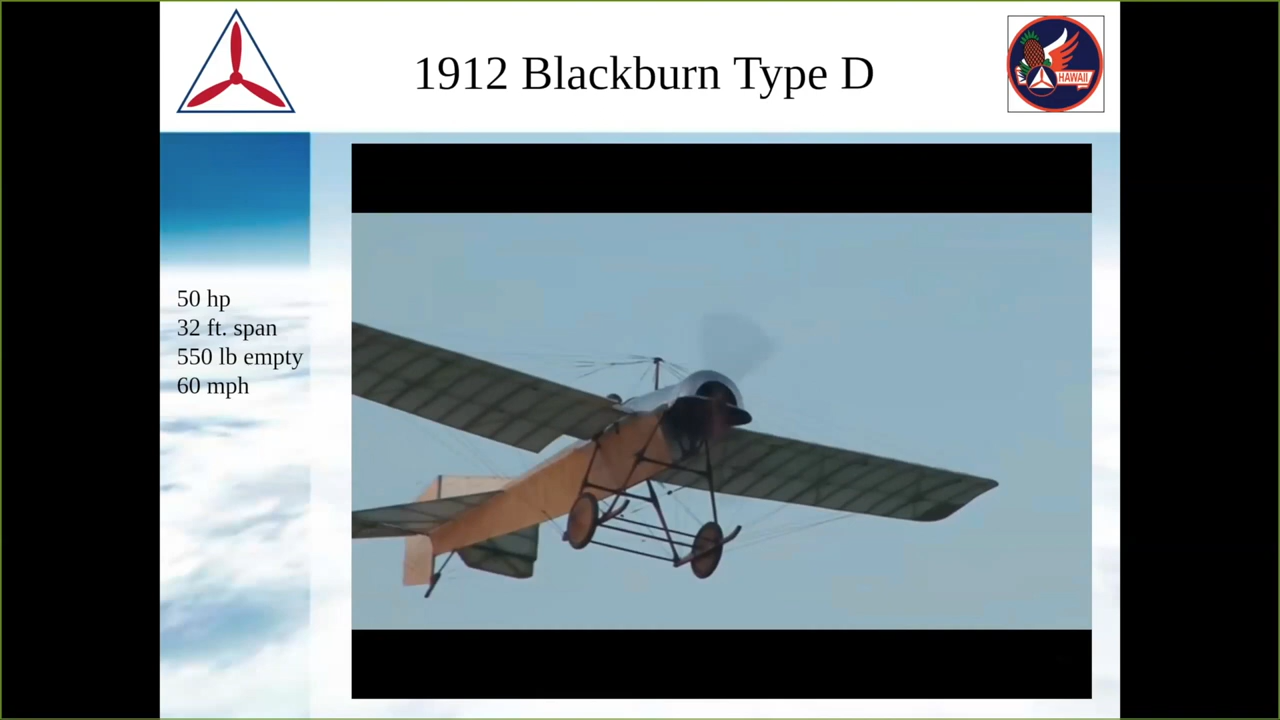 1912 Blackburn Type D
HAWAII
50 hp
32 ft. span
550 lb empty
60 mph